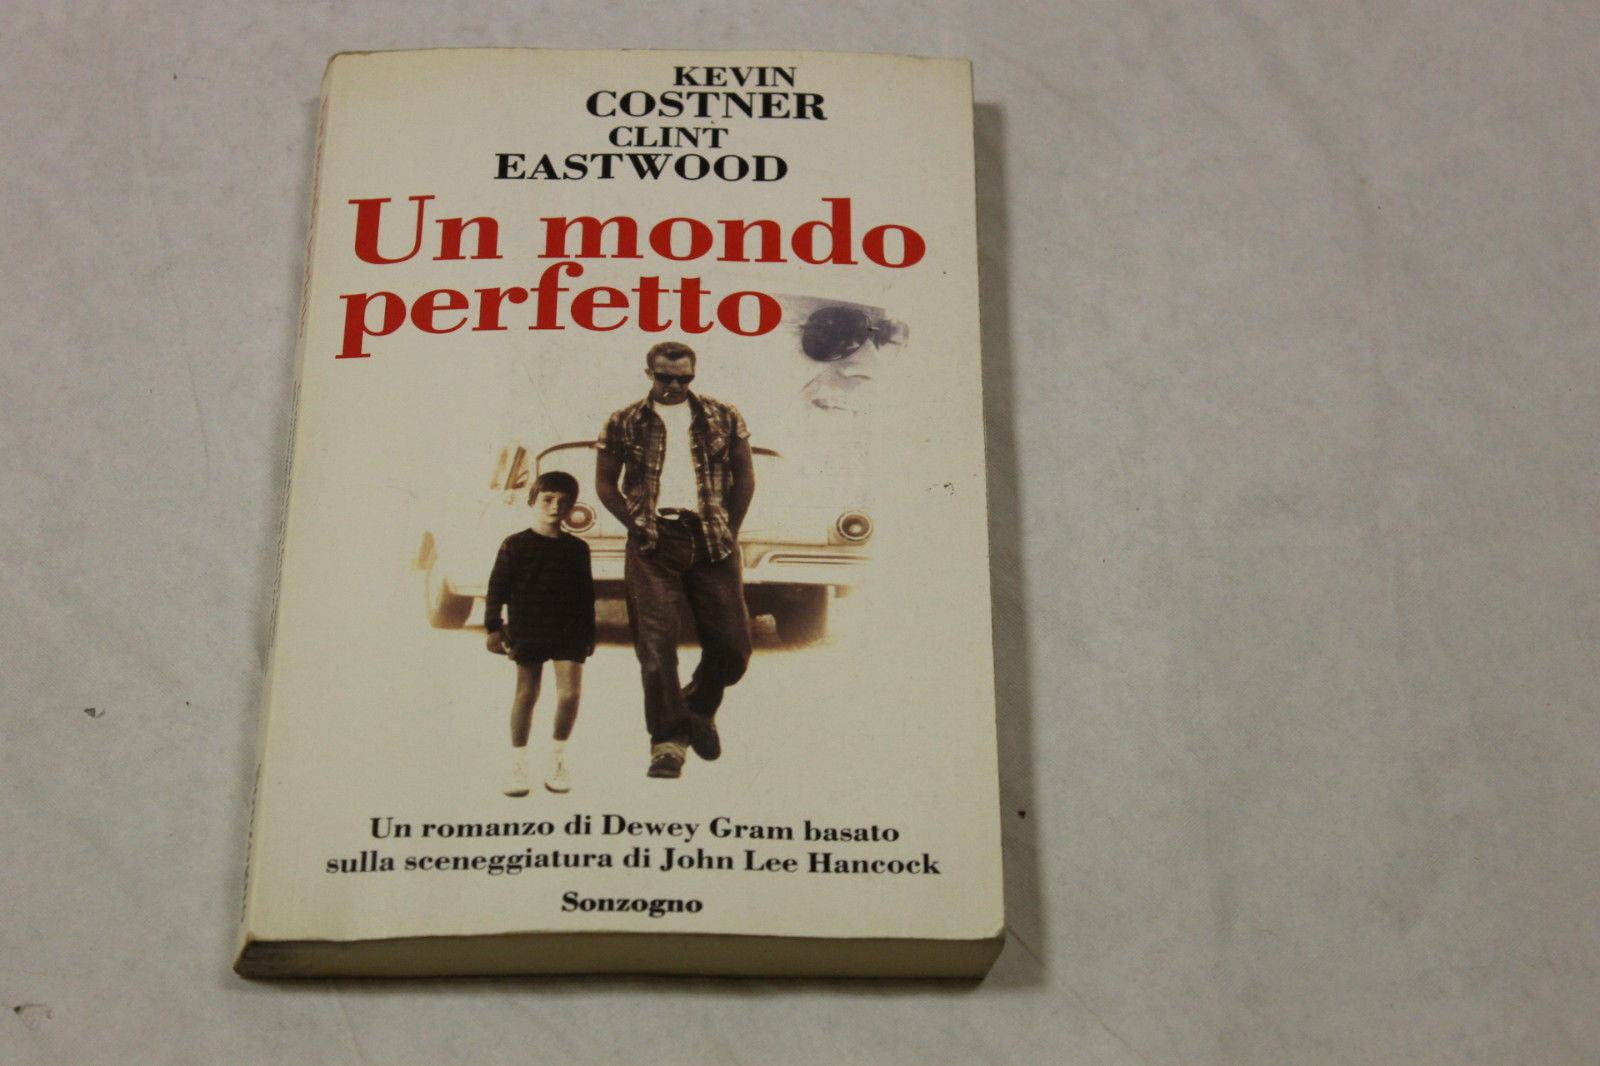 KEVIN
COSTNER
CLINT
EASTWOOD
Un mondo
perfetto
Un romanzo di Dewey Gram basato
sulla sceneggiatura di John Lee Hancock
Sonzogno